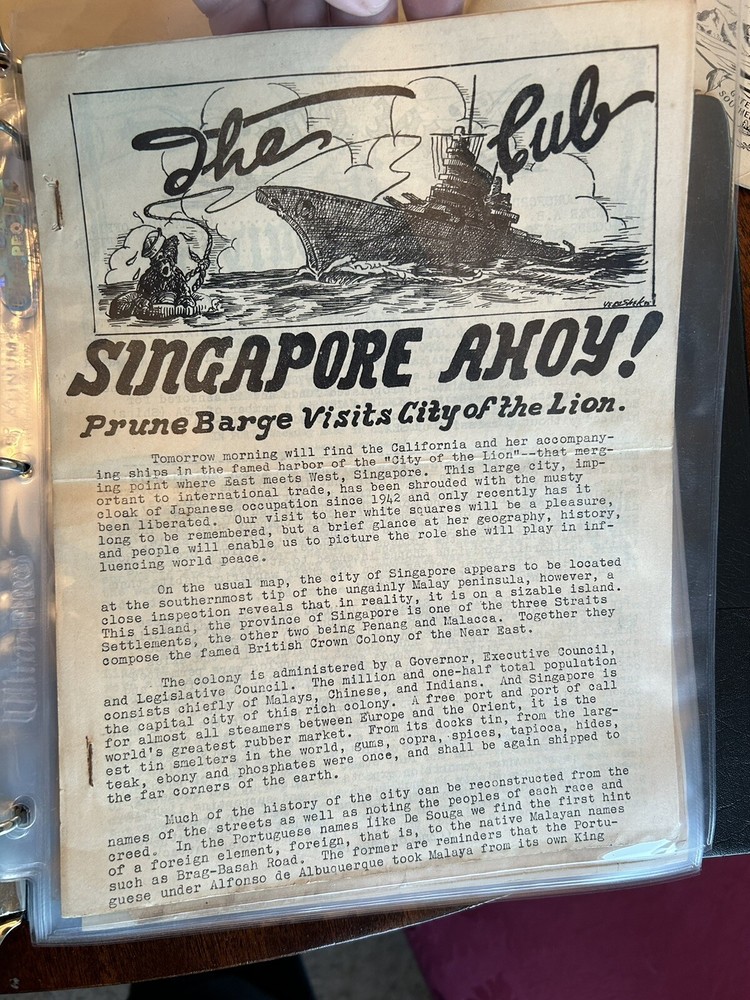 The Cub
SINGAPORE AHOY!
Prune Barge Visits City of the Lion.
Tomorrow morning will find the California and her accompany-
ing ships in the famed harbor of the "City of the Lion"--that merg-
ing point where East meets West, Singapore. This large city, imp-
ortant to international trade, has been shrouded with the musty
cloak of Japanese occupation since 1942 and only recently has it
been liberated. Our visit to her white squares will be a pleasure,
long to be remembered, but a brief glance at her geography, history,
and people will enable us to picture the role she will play in inf-
luencing world peace.
On the usual map, the city of Singapore appears to be located
at the southernmost tip of the ungainly Malay peninsula, however, a
close inspection reveals that in reality, it is on a sizable island.
This island, the province of Singapore is one of the three Straits
Settlements, the other two being Penang and Malacca. Together they
compose the famed British Crown Colony of the Near East.
The colony is administered by a Governor, Executive Council,
and Legislative Council. The million and one-half total population
consists chiefly of Malays, Chinese, and Indians. And Singapore is
the capital city of this rich colony. A free port and port of call
for almost all steamers between Europe and the Orient, it is the
world's greatest rubber market. From its docks tin, from the larg-
est tin smelters in the world, gums, copra, spices, tapioca, hides,
teak, ebony and phosphates were once, and shall be again shipped to
the far corners of the earth.
Much of the history of the city can be reconstructed from the
names of the streets as well as noting the peoples of each race and
creed. In the Portuguese names like De Souga we find the first hint
of a foreign element, foreign, that is, to the native Malayan names
such as Brag-Basah Road. The former are reminders that the Portu-
guese under Alfonso de Albuquerque took Malaya from its own King